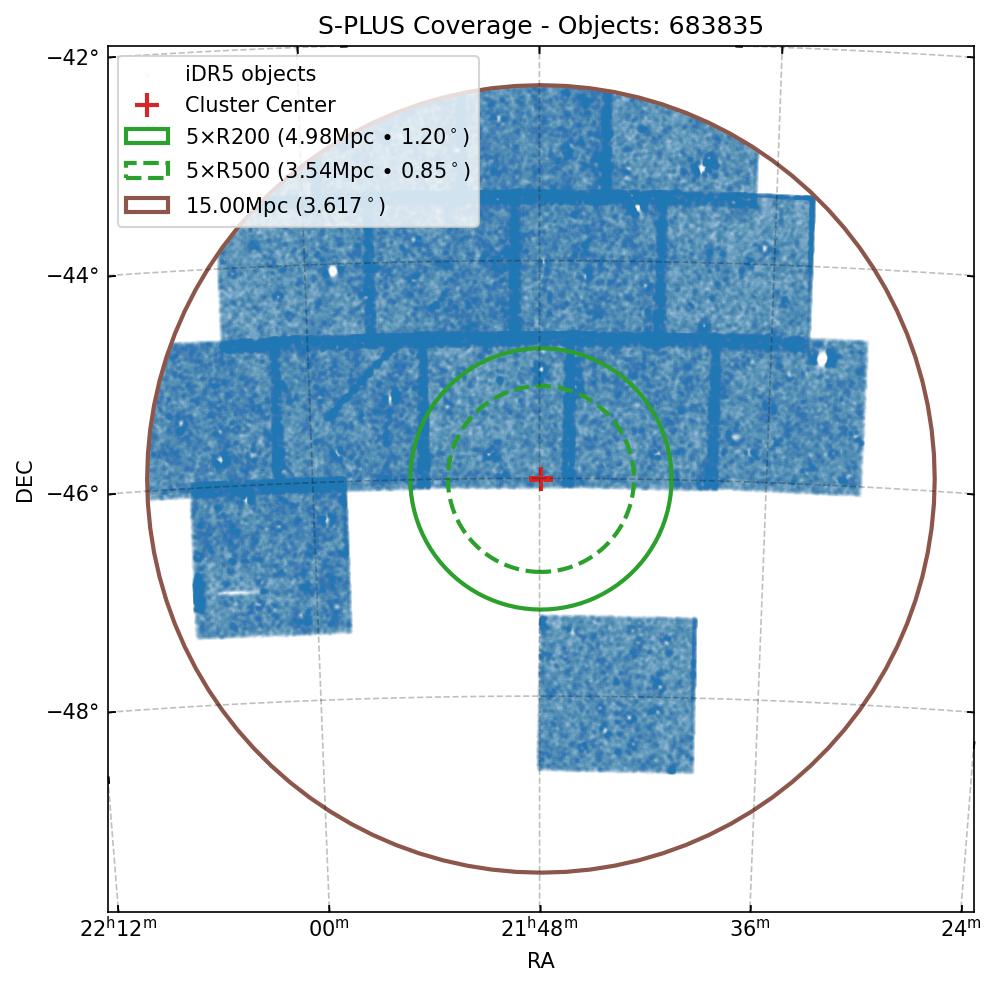 S-PLUS Coverage - Objects: 683835
iDR5 objects
Cluster Center
5×R200 (4.98Mpc • 1.20°)
5×R500 (3.54Mpc • 0.85°)
15.00Mpc (3.617°)
−42°
−44°
−46°
−48°
DEC
22ʰ12ᵐ 00ᵐ 21ʰ48ᵐ 36ᵐ 24ᵐ
RA